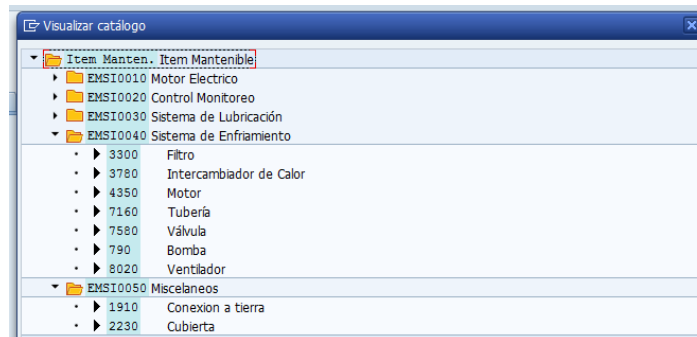 Visualizar catálogo
Item Manten. Item Mantenible
EMSI0010 Motor Electrico
EMSI0020 Control Monitoreo
EMSI0030 Sistema de Lubricación
EMSI0040 Sistema de Enfriamiento
3300 Filtro
3780 Intercambiador de Calor
4350 Motor
7160 Tubería
7580 Válvula
790 Bomba
8020 Ventilador
EMSI0050 Miscelaneos
1910 Conexion a tierra
2230 Cubierta